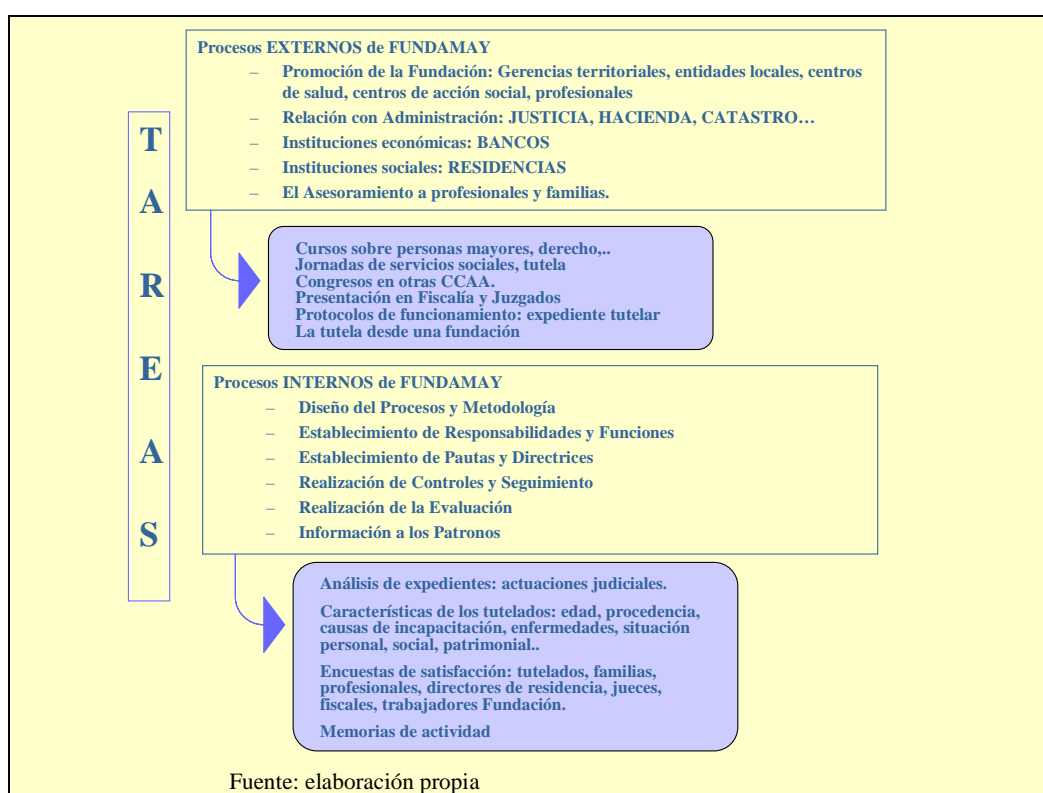 TAREAS
Procesos EXTERNOS de FUNDAMAY
– Promoción de la Fundación: Gerencias territoriales, entidades locales, centros
de salud, centros de acción social, profesionales
– Relación con Administración: JUSTICIA, HACIENDA, CATASTRO…
– Instituciones económicas: BANCOS
– Instituciones sociales: RESIDENCIAS
– El Asesoramiento a profesionales y familias.
Cursos sobre personas mayores, derecho,..
Jornadas de servicios sociales, tutela
Congresos en otras CCAA.
Presentación en Fiscalía y Juzgados
Protocolos de funcionamiento: expediente tutelar
La tutela desde una fundación
Procesos INTERNOS de FUNDAMAY
– Diseño del Procesos y Metodología
– Establecimiento de Responsabilidades y Funciones
– Establecimiento de Pautas y Directrices
– Realización de Controles y Seguimiento
– Realización de la Evaluación
– Información a los Patronos
Análisis de expedientes: actuaciones judiciales.
Características de los tutelados: edad, procedencia,
causas de incapacitación, enfermedades, situación
personal, social, patrimonial..
Encuestas de satisfacción: tutelados, familias,
profesionales, directores de residencia, jueces,
fiscales, trabajadores Fundación.
Memorias de actividad
Fuente: elaboración propia